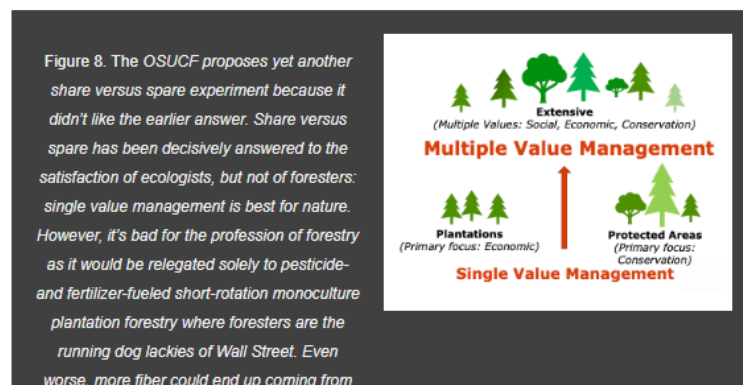 Figure 8. The OSUCF proposes yet another
share versus spare experiment because it
didn't like the earlier answer. Share versus
spare has been decisively answered to the
satisfaction of ecologists, but not of foresters:
single value management is best for nature.
However, it's bad for the profession of forestry
as it would be relegated solely to pesticide-
and fertilizer-fueled short-rotation monoculture
plantation forestry where foresters are the
running dog lackies of Wall Street. Even
worse, more fiber could end up coming from
Extensive
(Multiple Values: Social, Economic, Conservation)
Multiple Value Management
Plantations
(Primary focus: Economic)
Protected Areas
(Primary focus:
Conservation)
Single Value Management